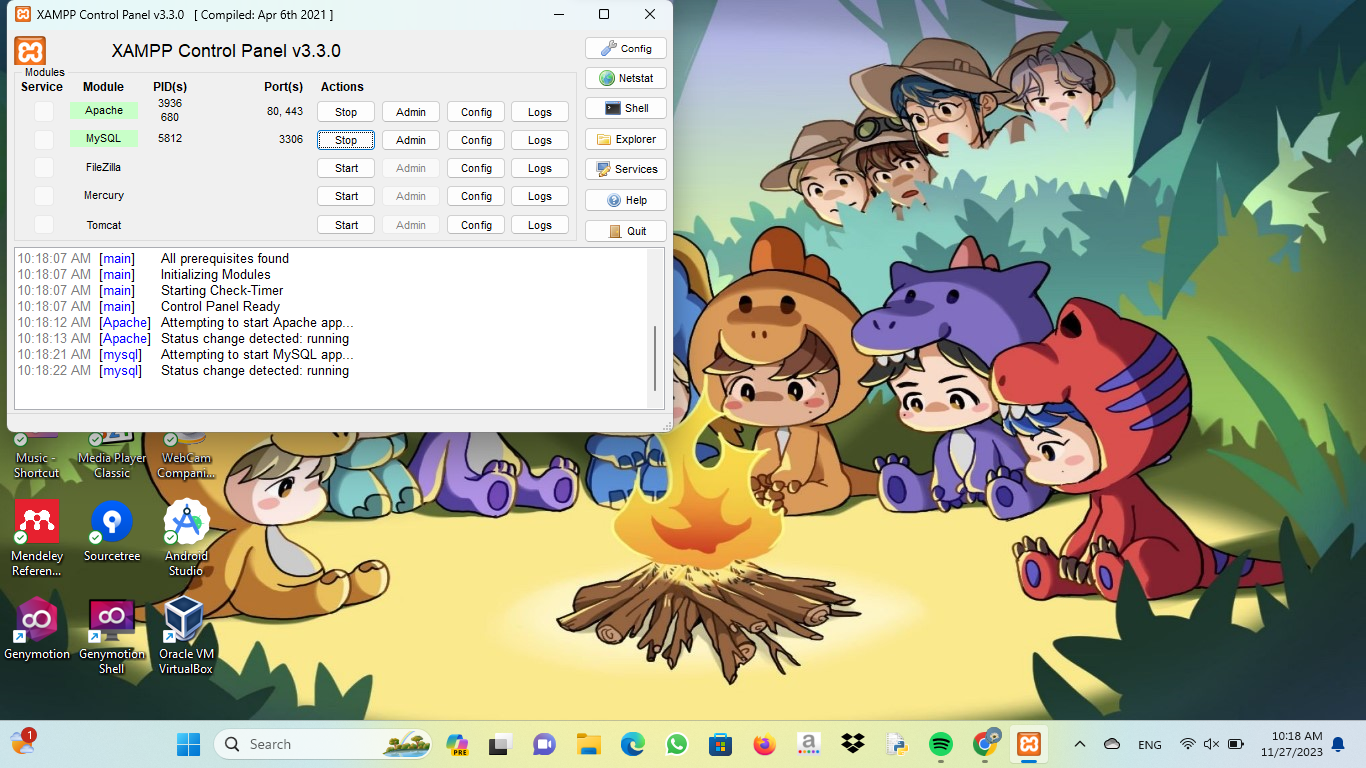 XAMPP Control Panel v3.3.0 [ Compiled: Apr 6th 2021 ]
XAMPP Control Panel v3.3.0
Config
Modules
Service Module PID(s) Port(s) Actions
Netstat
Apache 3936 680 80, 443 Stop Admin Config Logs
Shell
MySQL 5812 3306 Stop Admin Config Logs
Explorer
FileZilla Start Admin Config Logs
Services
Mercury Start Admin Config Logs
Help
Tomcat Start Admin Config Logs
Quit
10:18:07 AM [main] All prerequisites found
10:18:07 AM [main] Initializing Modules
10:18:07 AM [main] Starting Check-Timer
10:18:07 AM [main] Control Panel Ready
10:18:12 AM [Apache] Attempting to start Apache app...
10:18:13 AM [Apache] Status change detected: running
10:18:21 AM [mysql] Attempting to start MySQL app...
10:18:22 AM [mysql] Status change detected: running
Music - Shortcut
Media Player Classic
WebCam Compani...
Mendeley Referen...
Sourcetree
Android Studio
Genymotion
Genymotion Shell
Oracle VM VirtualBox
1
Search
PRE
a
ENG
10:18 AM
11/27/2023